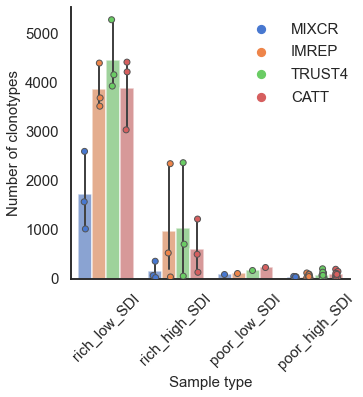 5000
4000
3000
2000
1000
0
Number of clonotypes
MIXCR
IMREP
TRUST4
CATT
rich_low_SDI
rich_high_SDI
poor_low_SDI
poor_high_SDI
Sample type